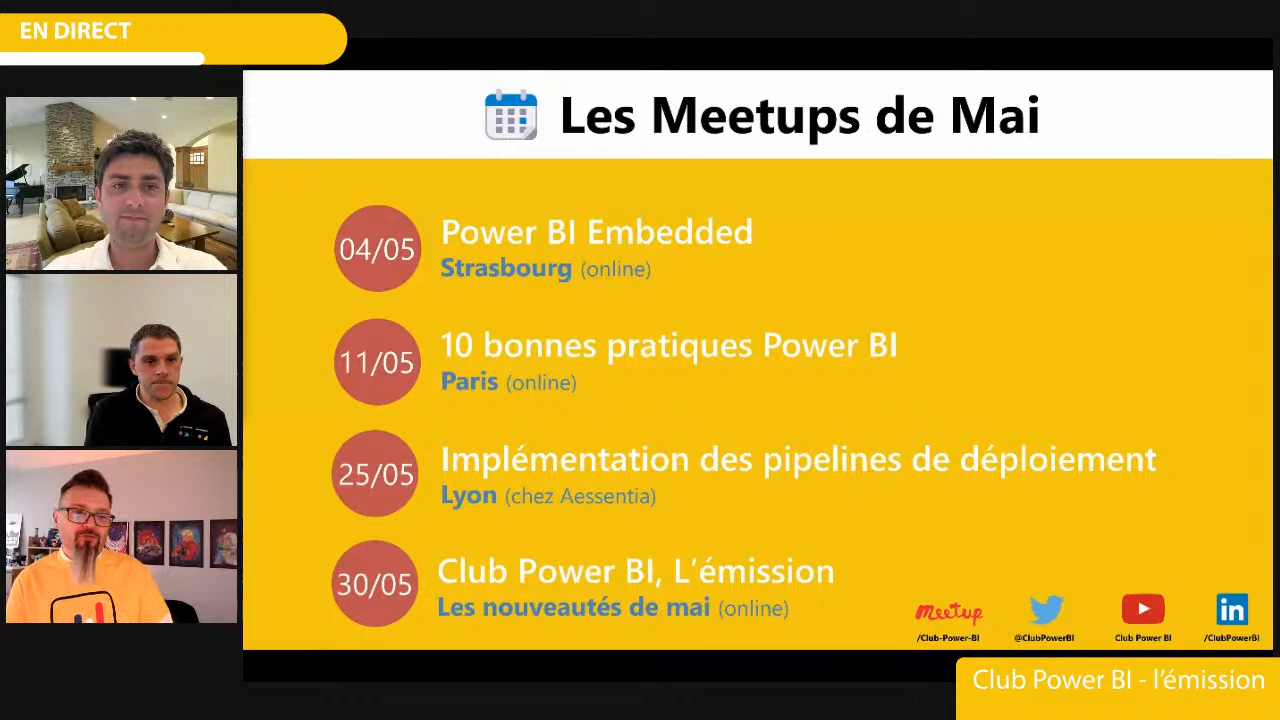 EN DIRECT
Les Meetups de Mai
04/05
Power BI Embedded
Strasbourg (online)
11/05
10 bonnes pratiques Power BI
Paris (online)
25/05
Implémentation des pipelines de déploiement
Lyon (chez Aessentia)
30/05
Club Power BI, L'émission
Les nouveautés de mai (online)
meetup
in
/Club-Power-BI
@ClubPowerBI
Club Power BI
/ClubPowerBI
Club Power BI - l'émission